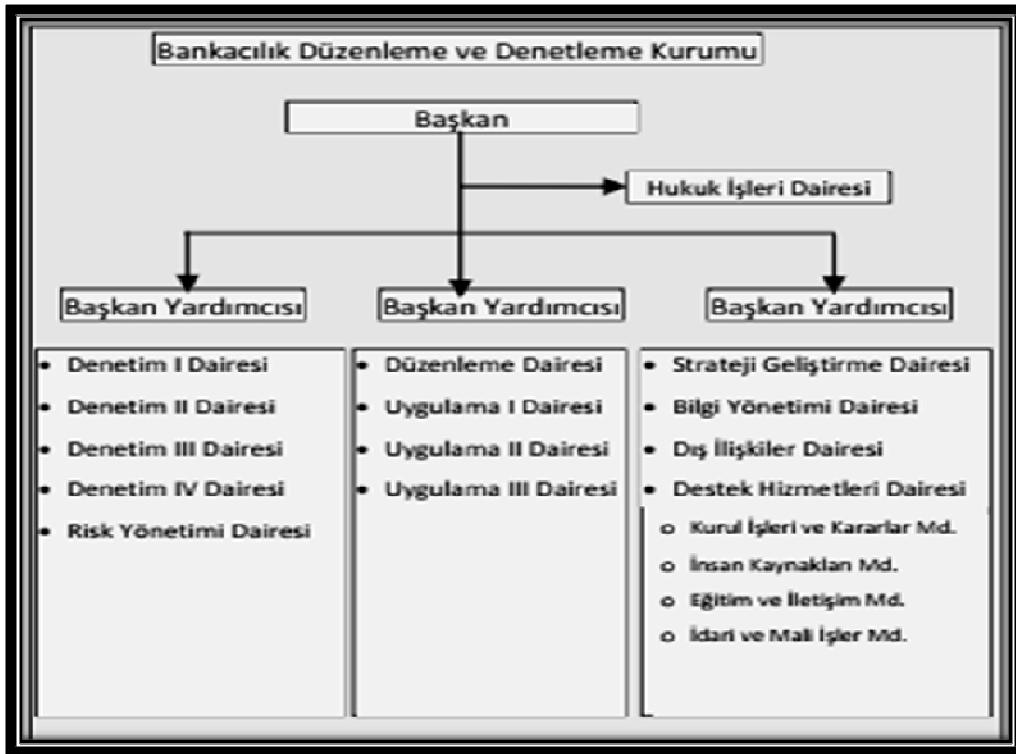 Bankacılık Düzenleme ve Denetleme Kurumu
Başkan
Hukuk İşleri Dairesi
Başkan Yardımcısı
• Denetim I Dairesi
• Denetim II Dairesi
• Denetim III Dairesi
• Denetim IV Dairesi
• Risk Yönetimi Dairesi
Başkan Yardımcısı
• Düzenleme Dairesi
• Uygulama I Dairesi
• Uygulama II Dairesi
• Uygulama III Dairesi
Başkan Yardımcısı
• Strateji Geliştirme Dairesi
• Bilgi Yönetimi Dairesi
• Dış İlişkiler Dairesi
• Destek Hizmetleri Dairesi
o Kurul İşleri ve Kararlar Md.
o İnsan Kaynakları Md.
o Eğitim ve İletişim Md.
o İdari ve Mali İşler Md.